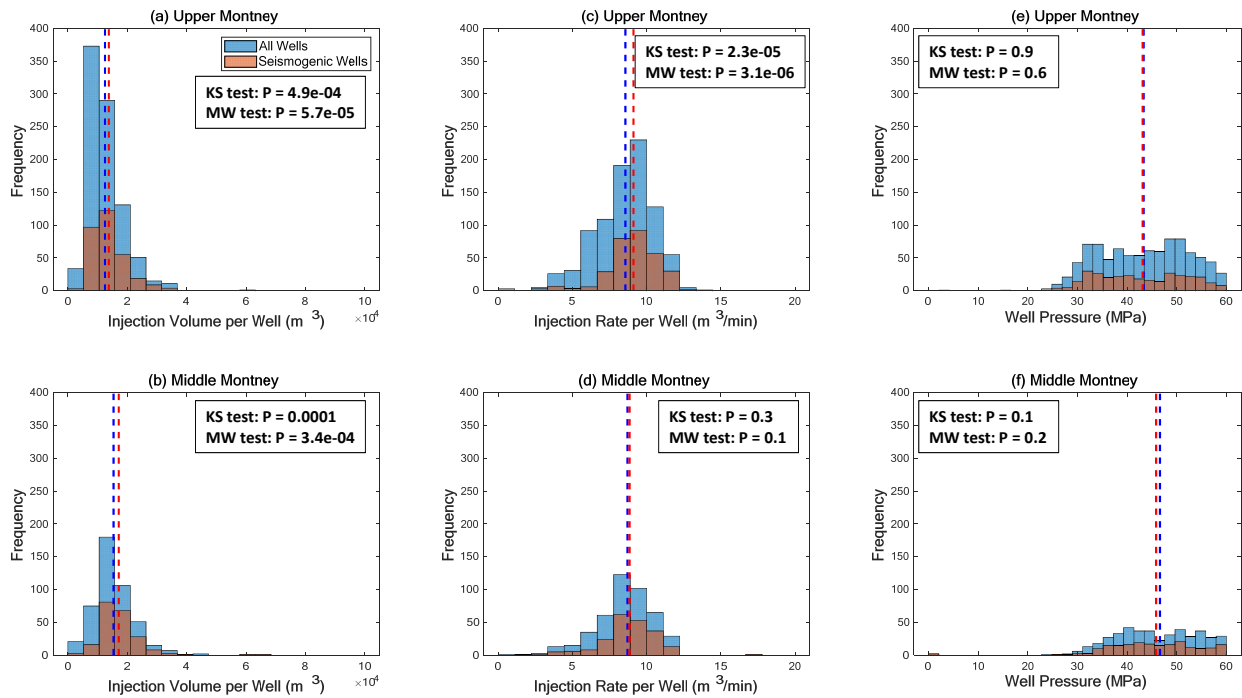 (a) Upper Montney
All Wells
Seismogenic Wells
KS test: P = 4.9e-04
MW test: P = 5.7e-05
Frequency
400
350
300
250
200
150
100
50
0
0 2 4 6 8 10
×10⁴
Injection Volume per Well (m ³)
(c) Upper Montney
KS test: P = 2.3e-05
MW test: P = 3.1e-06
Frequency
400
350
300
250
200
150
100
50
0
0 5 10 15 20
Injection Rate per Well (m ³/min)
(e) Upper Montney
KS test: P = 0.9
MW test: P = 0.6
Frequency
400
350
300
250
200
150
100
50
0
0 10 20 30 40 50 60
Well Pressure (MPa)
(b) Middle Montney
KS test: P = 0.0001
MW test: P = 3.4e-04
Frequency
400
350
300
250
200
150
100
50
0
0 2 4 6 8 10
×10⁴
Injection Volume per Well (m ³)
(d) Middle Montney
KS test: P = 0.3
MW test: P = 0.1
Frequency
400
350
300
250
200
150
100
50
0
0 5 10 15 20
Injection Rate per Well (m ³/min)
(f) Middle Montney
KS test: P = 0.1
MW test: P = 0.2
Frequency
400
350
300
250
200
150
100
50
0
0 10 20 30 40 50 60
Well Pressure (MPa)